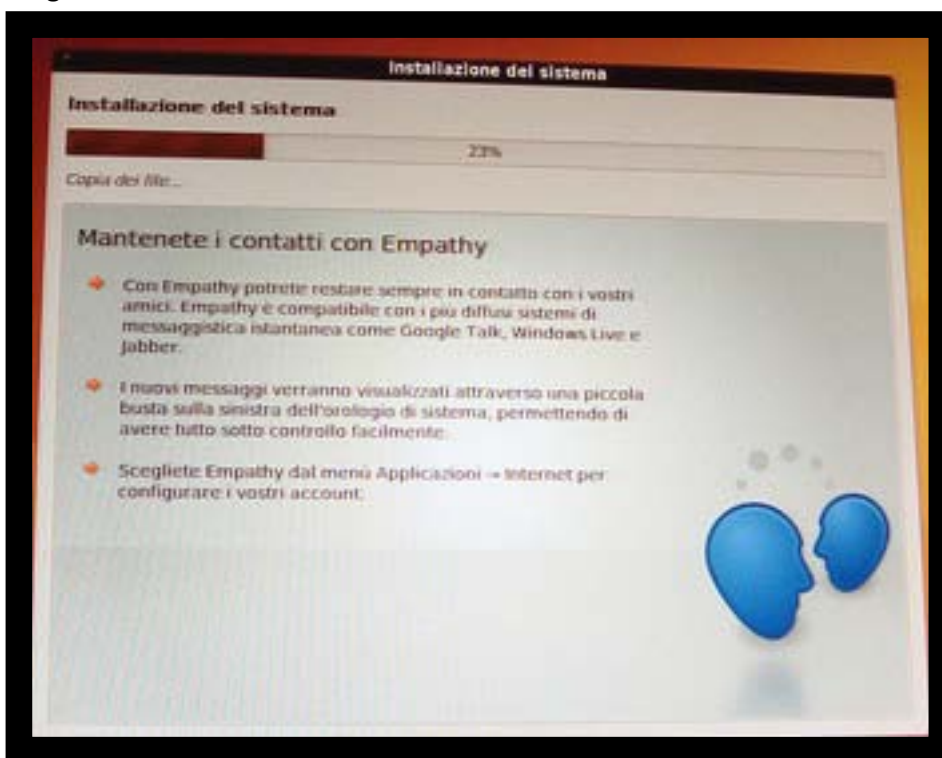 Installazione del sistema
Installazione del sistema
23%
Copia dei file...
Mantenete i contatti con Empathy
Con Empathy potrete restare sempre in contatto con i vostri
amici. Empathy è compatibile con i più diffusi sistemi di
messaggistica istantanea come Google Talk, Windows Live e
Jabber.
I nuovi messaggi verranno visualizzati attraverso una piccola
busta sulla sinistra dell'orologio di sistema, permettendo di
avere tutto sotto controllo facilmente.
Scegliete Empathy dal menù Applicazioni → Internet per
configurare i vostri account.